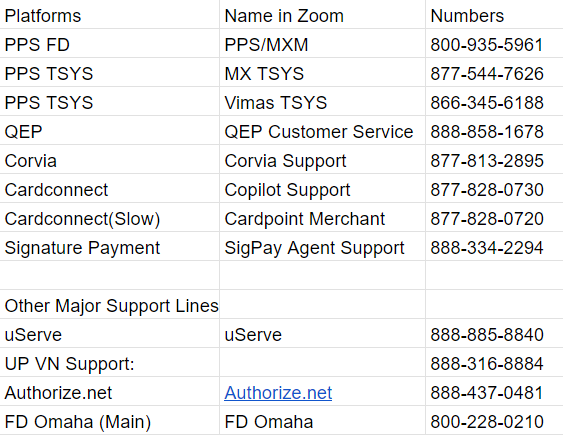 Platforms Name in Zoom Numbers
PPS FD PPS/MXM 800-935-5961
PPS TSYS MX TSYS 877-544-7626
PPS TSYS Vimas TSYS 866-345-6188
QEP QEP Customer Service 888-858-1678
Corvia Corvia Support 877-813-2895
Cardconnect Copilot Support 877-828-0730
Cardconnect(Slow) Cardpoint Merchant 877-828-0720
Signature Payment SigPay Agent Support 888-334-2294
Other Major Support Lines
uServe uServe 888-885-8840
UP VN Support: 888-316-8884
Authorize.net Authorize.net 888-437-0481
FD Omaha (Main) FD Omaha 800-228-0210